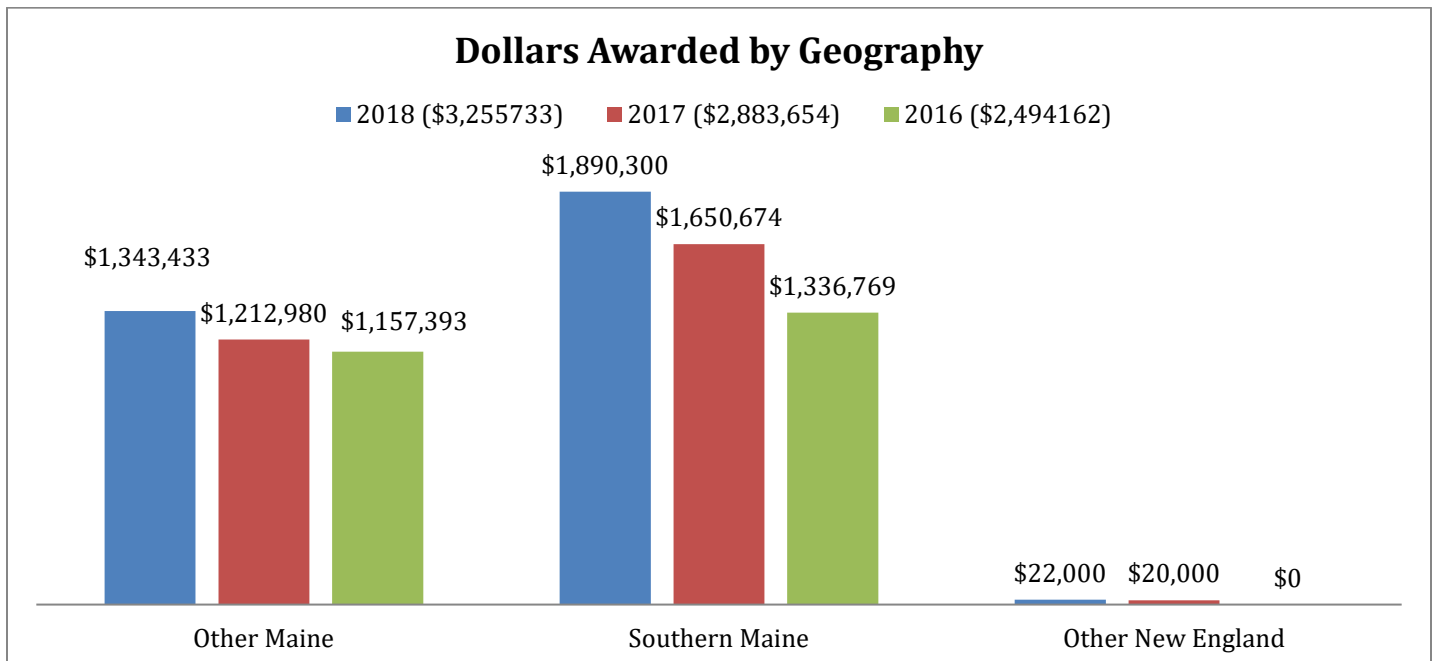 Dollars Awarded by Geography
2018 ($3,255733) 2017 ($2,883,654) 2016 ($2,494162)
$1,890,300
$1,650,674
$1,343,433
$1,336,769
$1,212,980 $1,157,393
$22,000 $20,000 $0
Other Maine Southern Maine Other New England